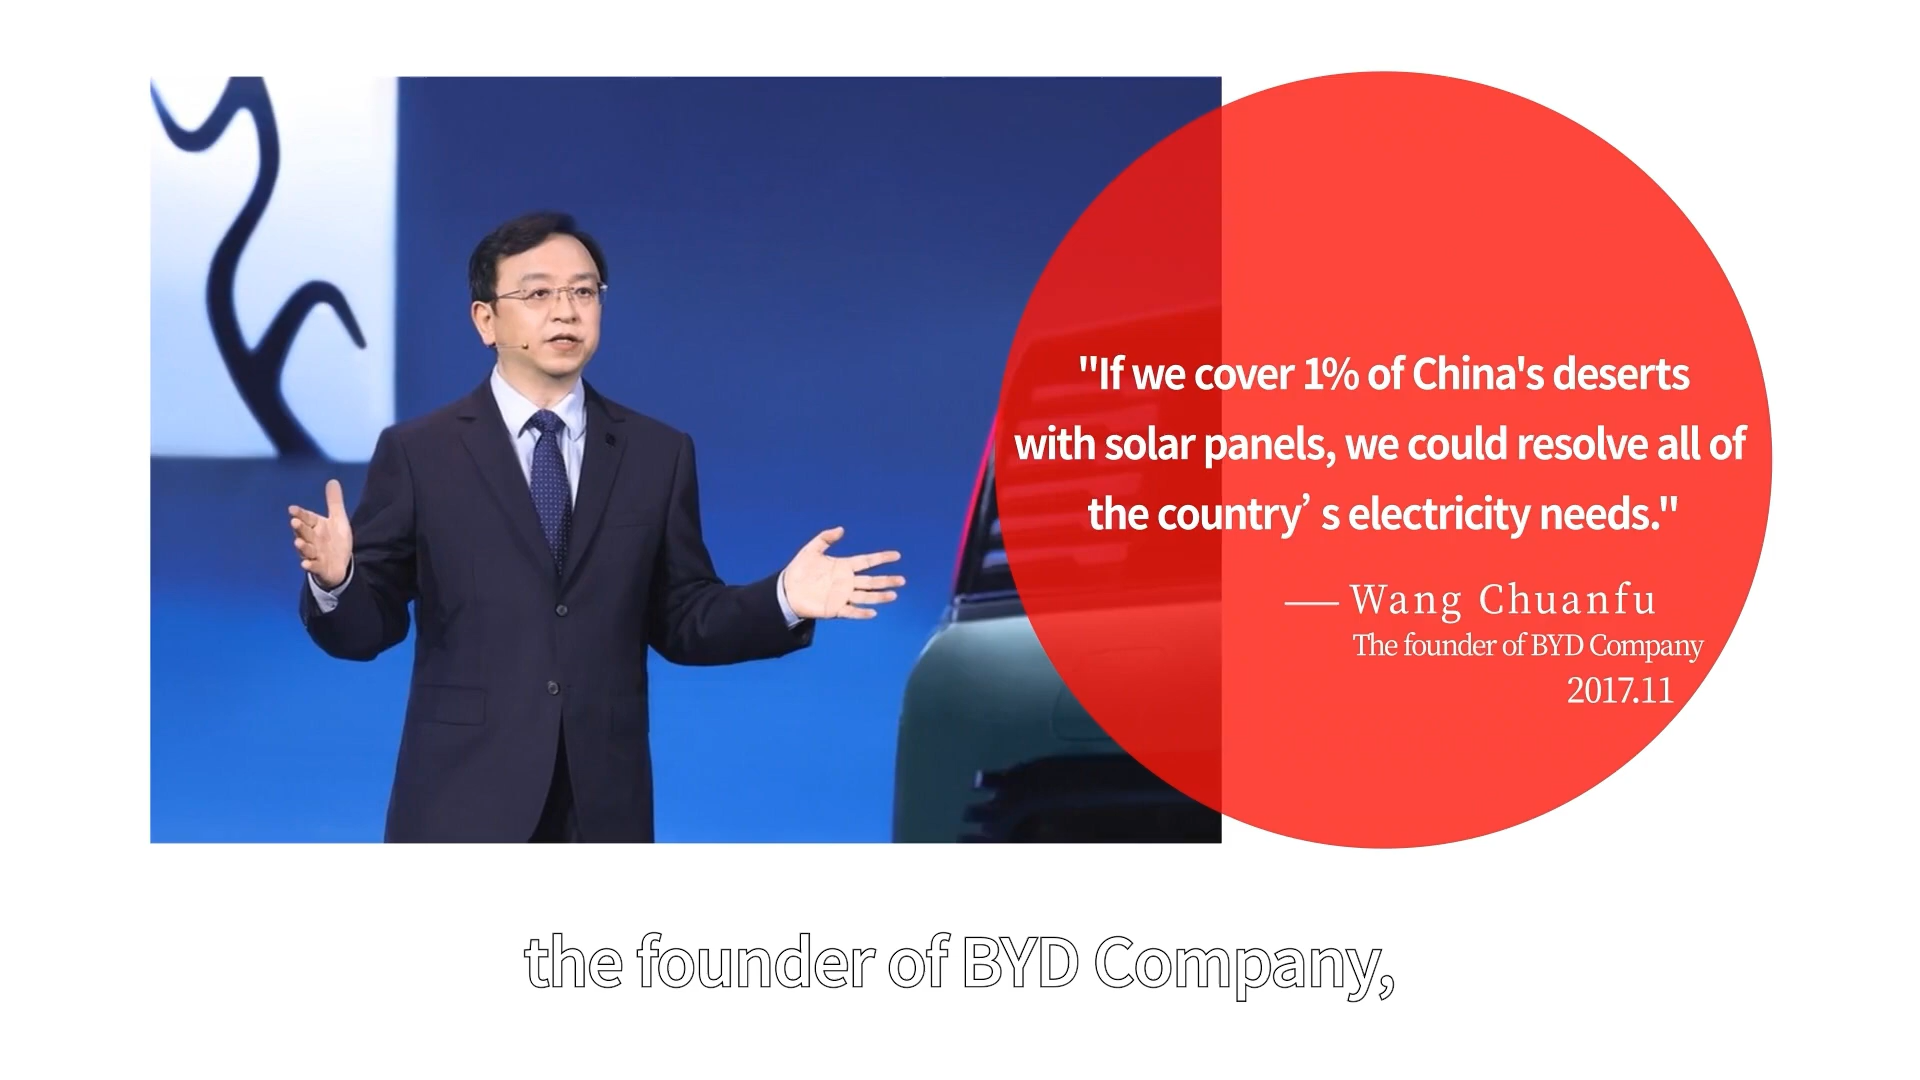 "If we cover 1% of China's deserts
with solar panels, we could resolve all of
the country’s electricity needs."
— Wang Chuanfu
The founder of BYD Company
2017.11
the founder of BYD Company,